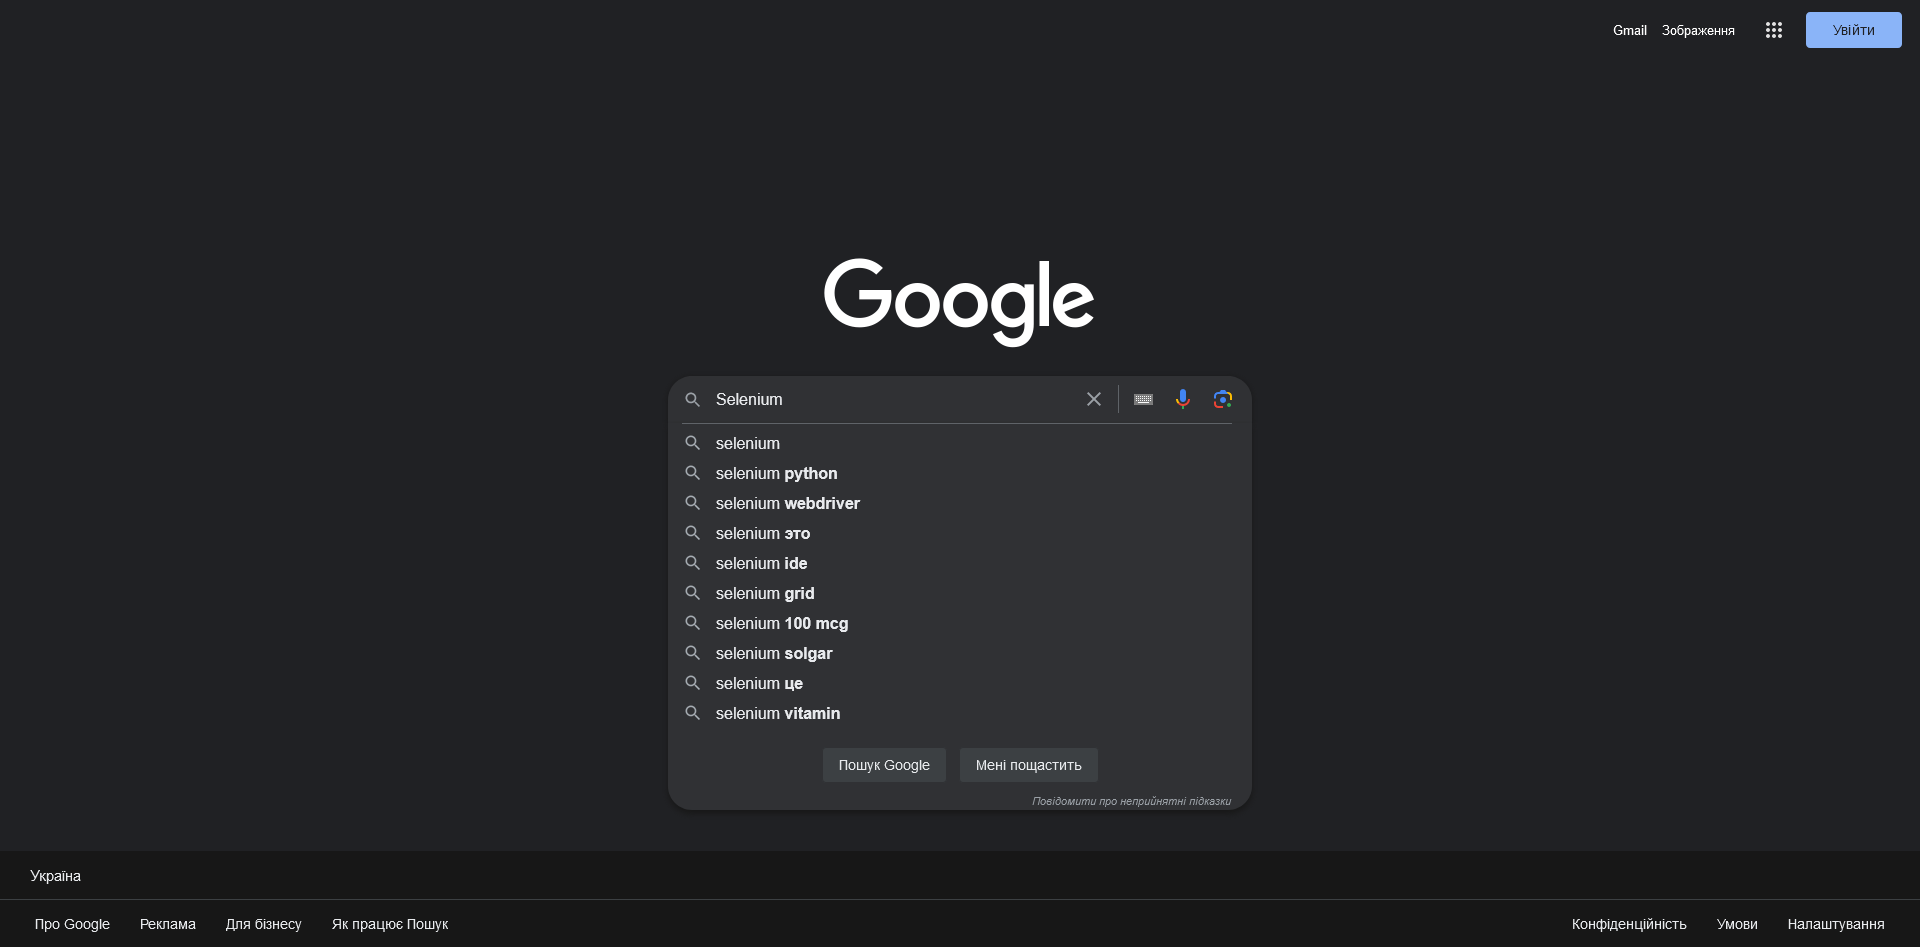 Gmail Зображення Увійти
Google
Selenium
selenium
selenium python
selenium webdriver
selenium это
selenium ide
selenium grid
selenium 100 mcg
selenium solgar
selenium це
selenium vitamin
Пошук Google Мені пощастить
Повідомити про неприйнятні підказки
Україна
Про Google Реклама Для бізнесу Як працює Пошук Конфіденційність Умови Налаштування